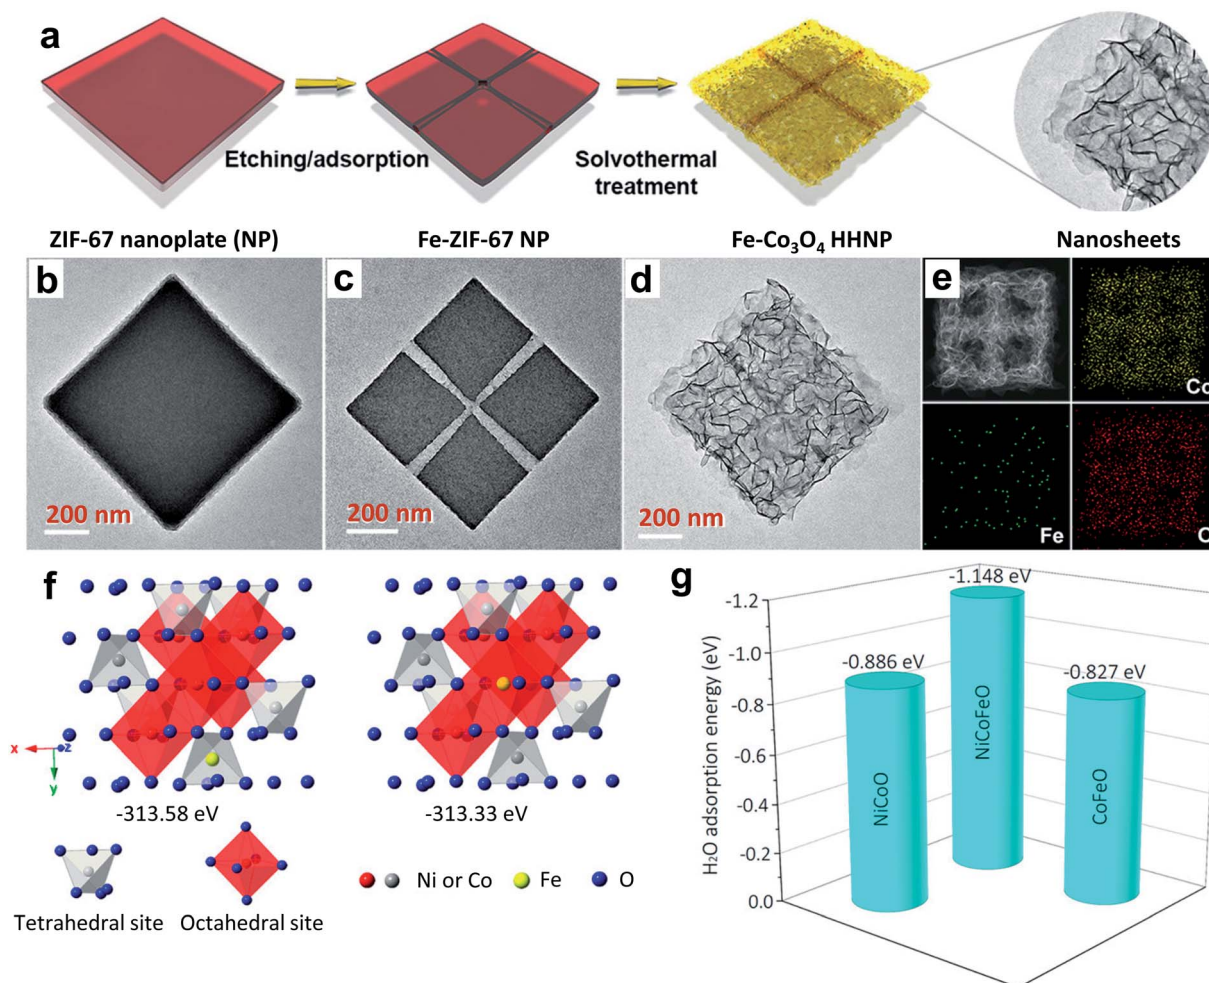 a
Etching/adsorption
Solvothermal
treatment
ZIF-67 nanoplate (NP)
Fe-ZIF-67 NP
Fe-Co₃O₄ HHNP
Nanosheets
b
200 nm
c
200 nm
d
200 nm
e
Co
Fe
f
x
z
y
-313.58 eV
-313.33 eV
Tetrahedral site
Octahedral site
Ni or Co
Fe
O
g
H₂O adsorption energy (eV)
-1.2
-1.0
-0.8
-0.6
-0.4
-0.2
0.0
-0.886 eV
-1.148 eV
-0.827 eV
NiCoO
NiCoFeO
CoFeO